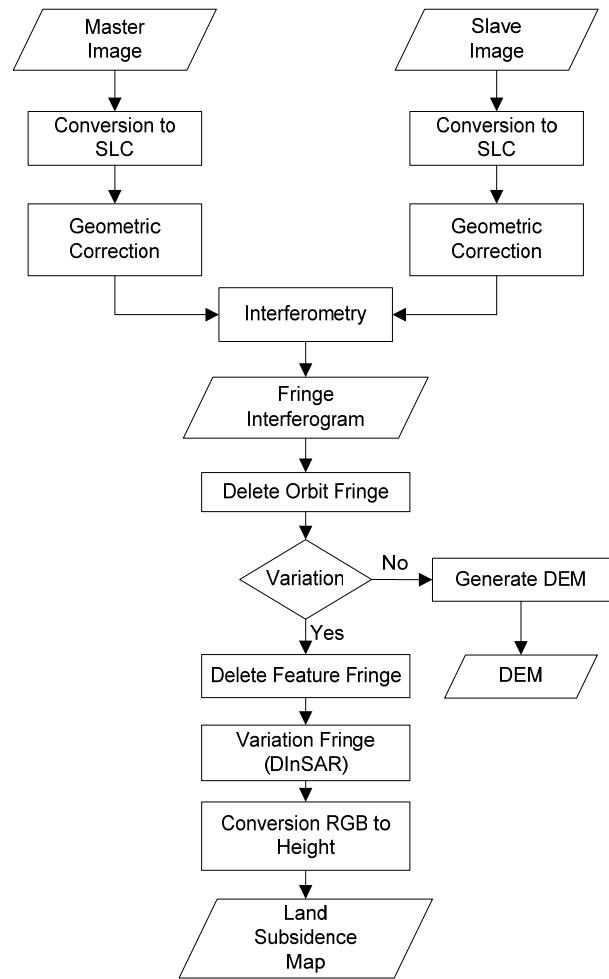 Master
Image
Slave
Image
Conversion to
SLC
Conversion to
SLC
Geometric
Correction
Geometric
Correction
Interferometry
Fringe
Interferogram
Delete Orbit Fringe
Variation
No
Generate DEM
Yes
DEM
Delete Feature Fringe
Variation Fringe
(DInSAR)
Conversion RGB to
Height
Land
Subsidence
Map